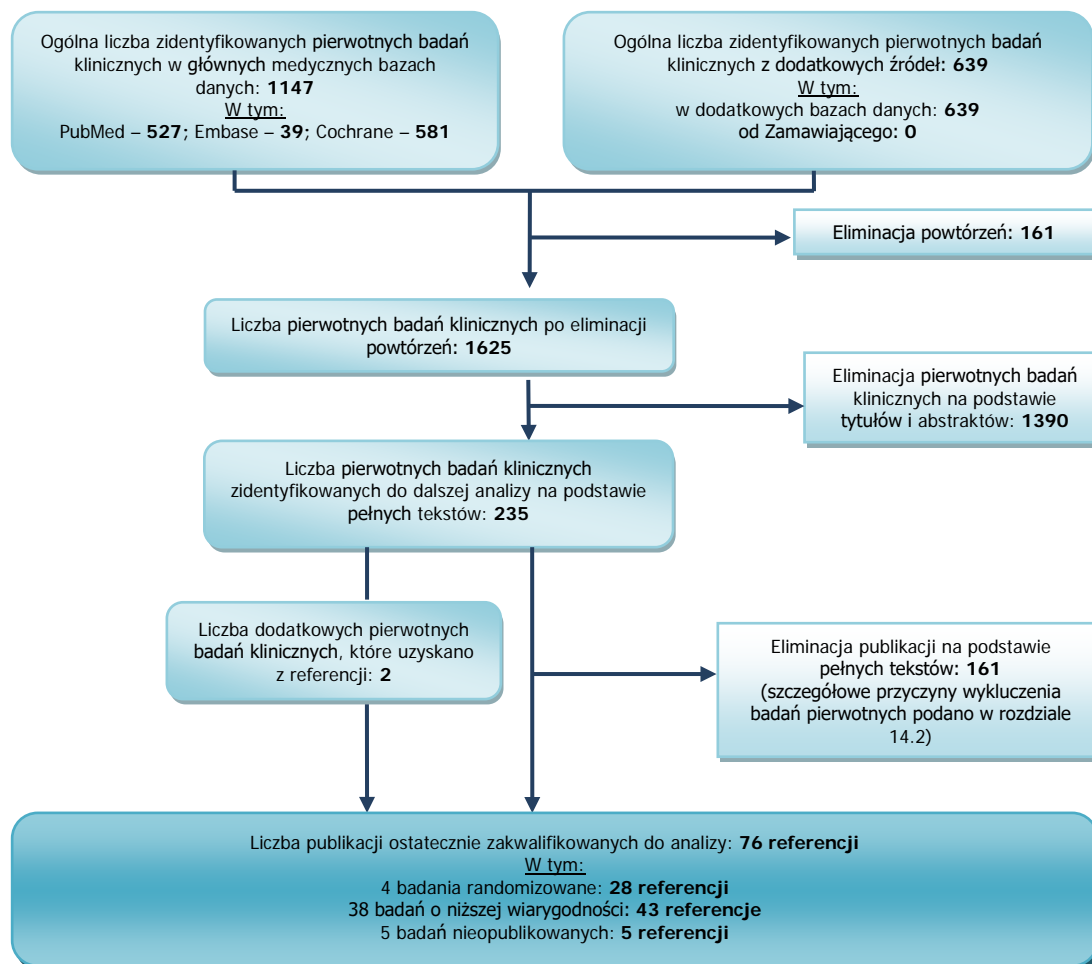 Ogólna liczba zidentyfikowanych pierwotnych badań
klinicznych w głównych medycznych bazach
danych: 1147
W tym:
PubMed – 527; Embase – 39; Cochrane – 581
Ogólna liczba zidentyfikowanych pierwotnych badań
klinicznych z dodatkowych źródeł: 639
W tym:
w dodatkowych bazach danych: 639
od Zamawiającego: 0
Eliminacja powtórzeń: 161
Liczba pierwotnych badań klinicznych po eliminacji
powtórzeń: 1625
Eliminacja pierwotnych badań
klinicznych na podstawie
tytułów i abstraktów: 1390
Liczba pierwotnych badań klinicznych
zidentyfikowanych do dalszej analizy na podstawie
pełnych tekstów: 235
Liczba dodatkowych pierwotnych
badań klinicznych, które uzyskano
z referencji: 2
Eliminacja publikacji na podstawie
pełnych tekstów: 161
(szczegółowe przyczyny wykluczenia
badań pierwotnych podano w rozdziale
14.2)
Liczba publikacji ostatecznie zakwalifikowanych do analizy: 76 referencji
W tym:
4 badania randomizowane: 28 referencji
38 badań o niższej wiarygodności: 43 referencje
5 badań nieopublikowanych: 5 referencji